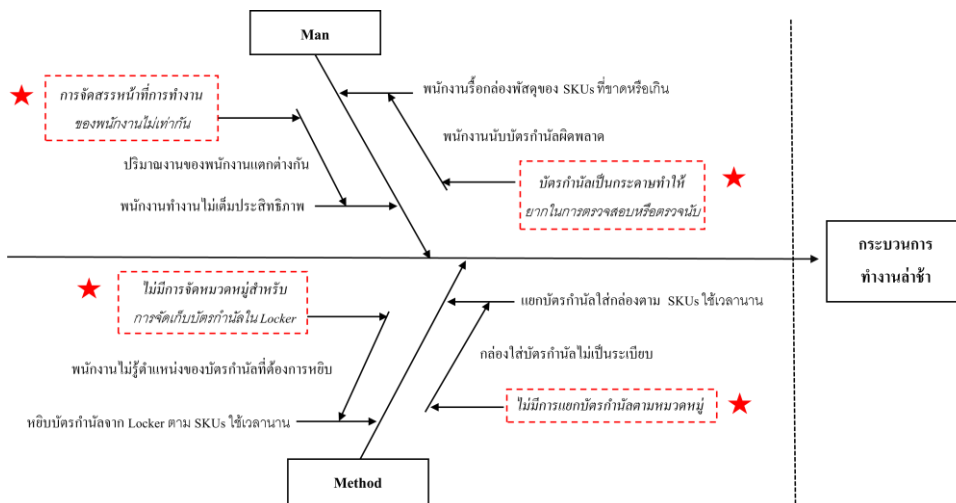 Man
การจัดสรรหน้าที่การทำงาน
ของพนักงานไม่เท่ากัน
ปริมาณงานของพนักงานแตกต่างกัน
พนักงานทำงานไม่เต็มประสิทธิภาพ
พนักงานรื้อกล่องพัสดุของ SKUs ที่ขาดหรือเกิน
พนักงานนับบัตรกำนัลผิดพลาด
บัตรกำนัลเป็นกระดาษทำให้
ยากในการตรวจสอบหรือตรวจนับ
กระบวนการ
ทำงานล่าช้า
ไม่มีการจัดหมวดหมู่สำหรับ
การจัดเก็บบัตรกำนัลใน Locker
พนักงานไม่รู้ตำแหน่งของบัตรกำนัลที่ต้องการหยิบ
หยิบบัตรกำนัลจาก Locker ตาม SKUs ใช้เวลานาน
แยกบัตรกำนัลใส่กล่องตาม SKUs ใช้เวลานาน
กล่องใส่บัตรกำนัลไม่เป็นระเบียบ
ไม่มีการแยกบัตรกำนัลตามหมวดหมู่
Method